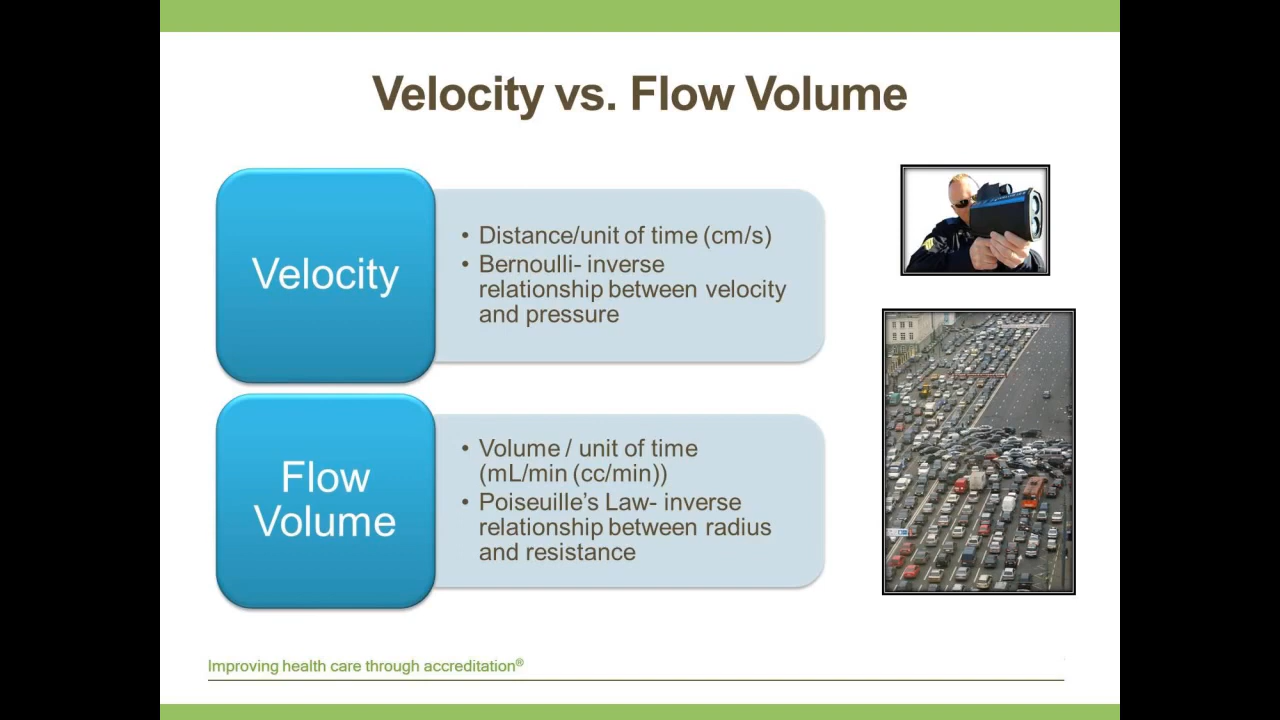 Velocity vs. Flow Volume
Velocity
• Distance/unit of time (cm/s)
• Bernoulli- inverse
relationship between velocity
and pressure
Flow
Volume
• Volume / unit of time
(mL/min (cc/min))
• Poiseuille’s Law- inverse
relationship between radius
and resistance
Improving health care through accreditation®